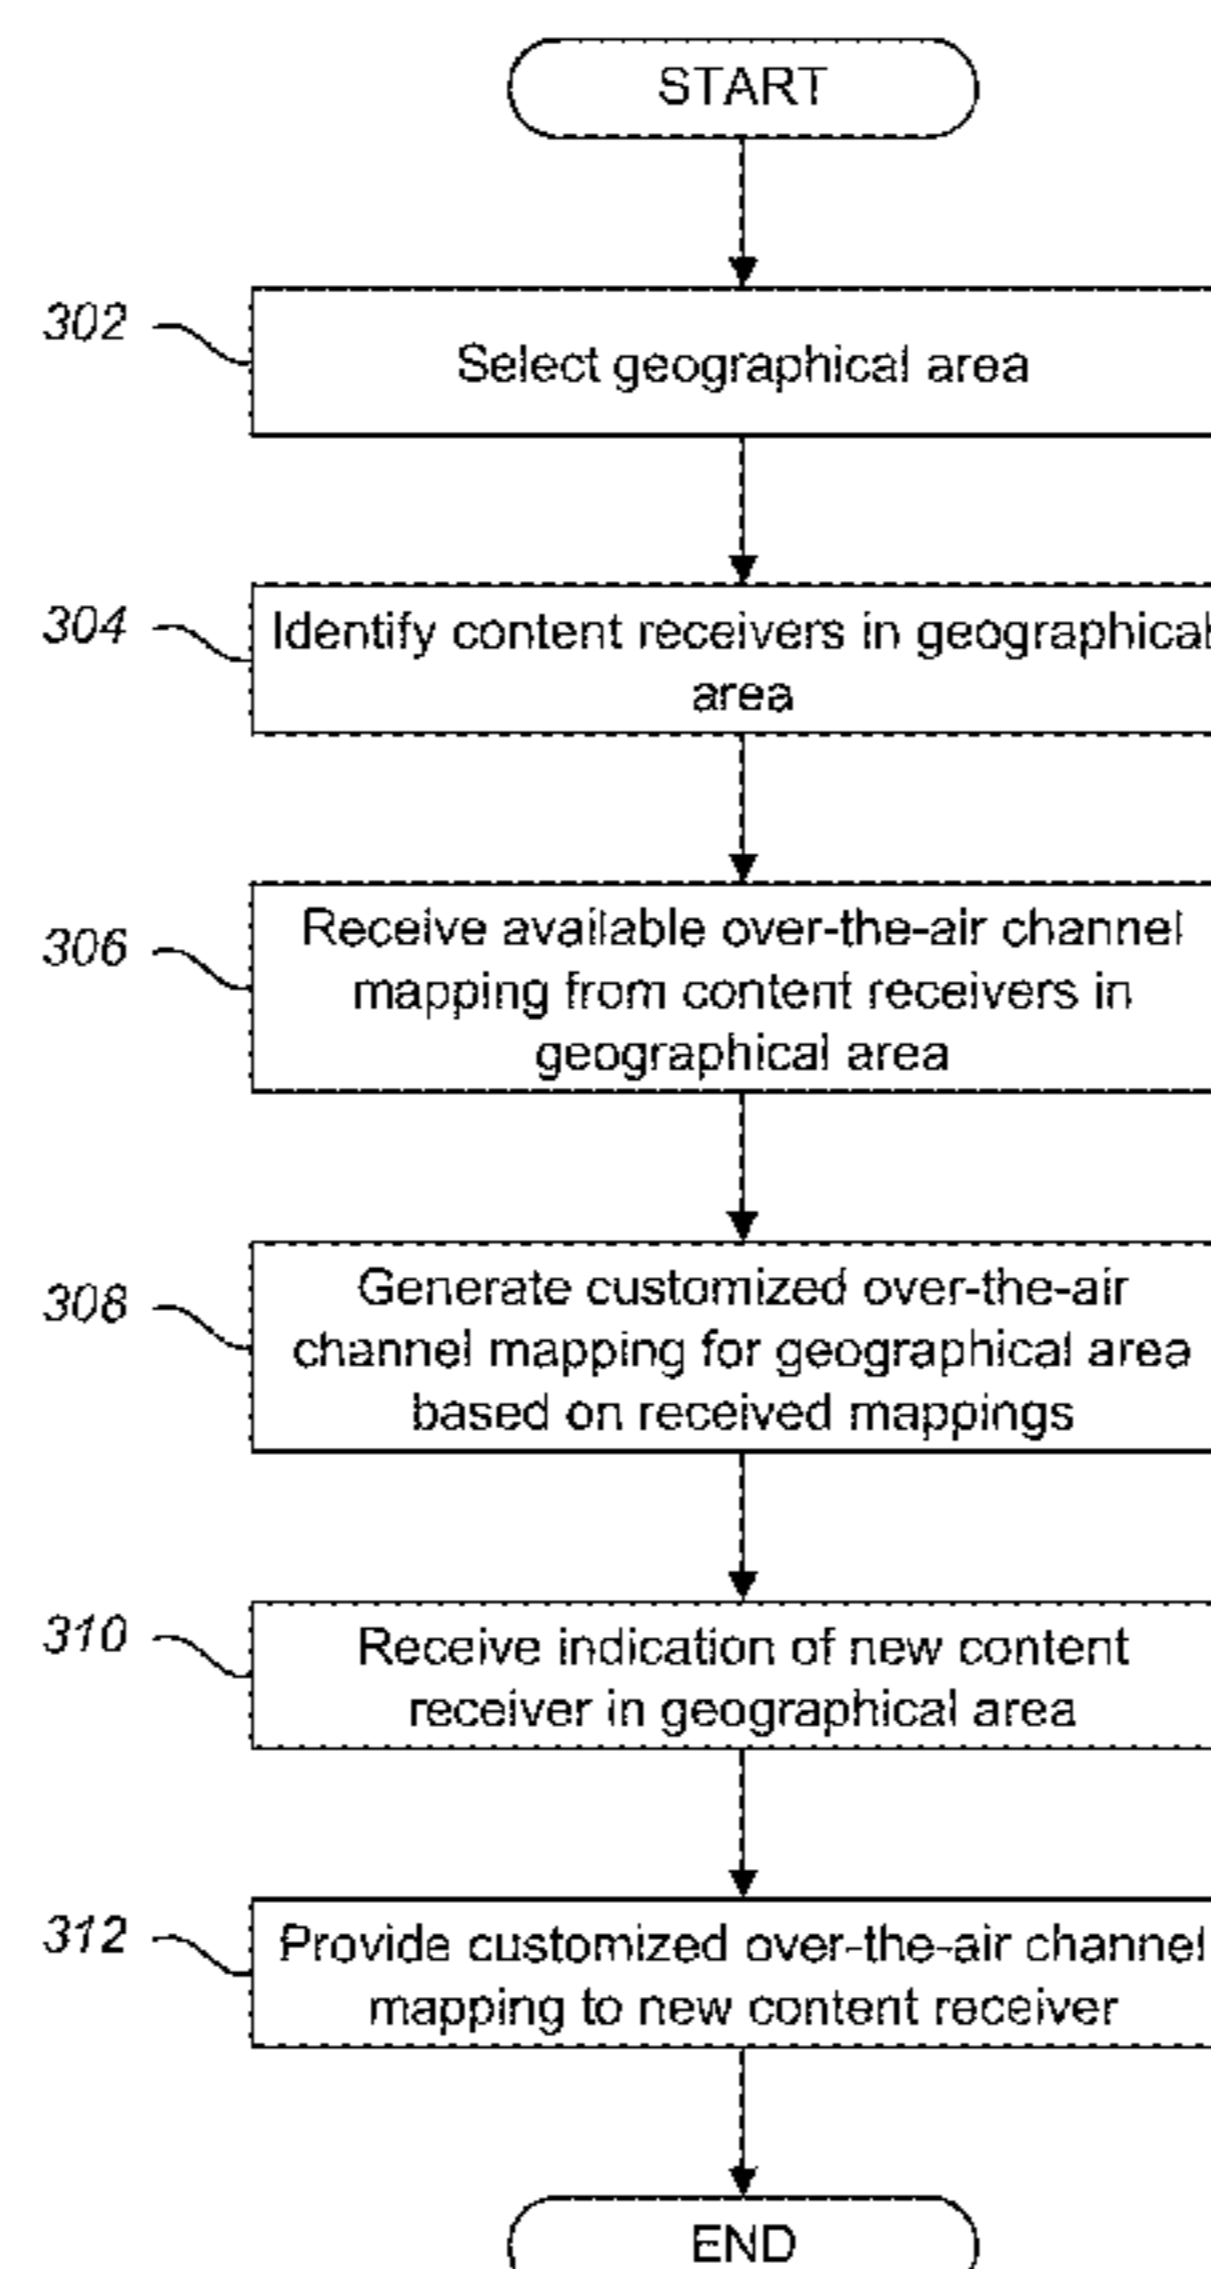 START
302
Select geographical area
304
Identify content receivers in geographical
area
306
Receive available over-the-air channel
mapping from content receivers in
geographical area
308
Generate customized over-the-air
channel mapping for geographical area
based on received mappings
310
Receive indication of new content
receiver in geographical area
312
Provide customized over-the-air channel
mapping to new content receiver
END